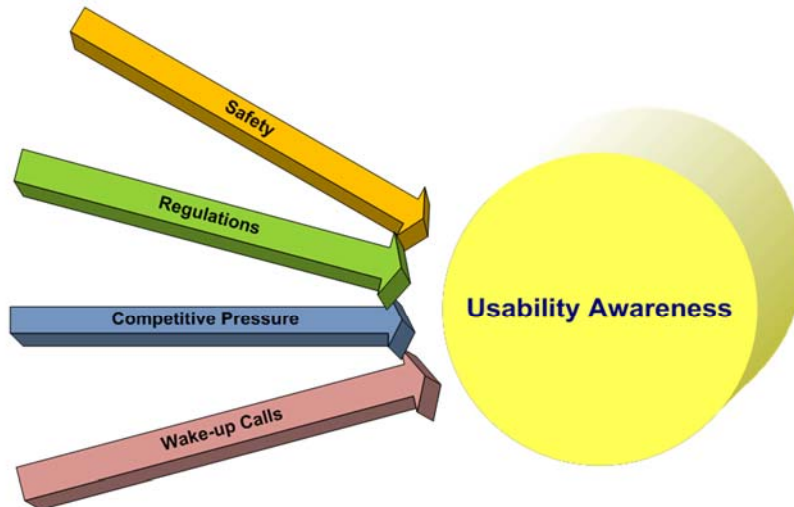 Safety
Regulations
Competitive Pressure
Wake-up Calls
Usability Awareness